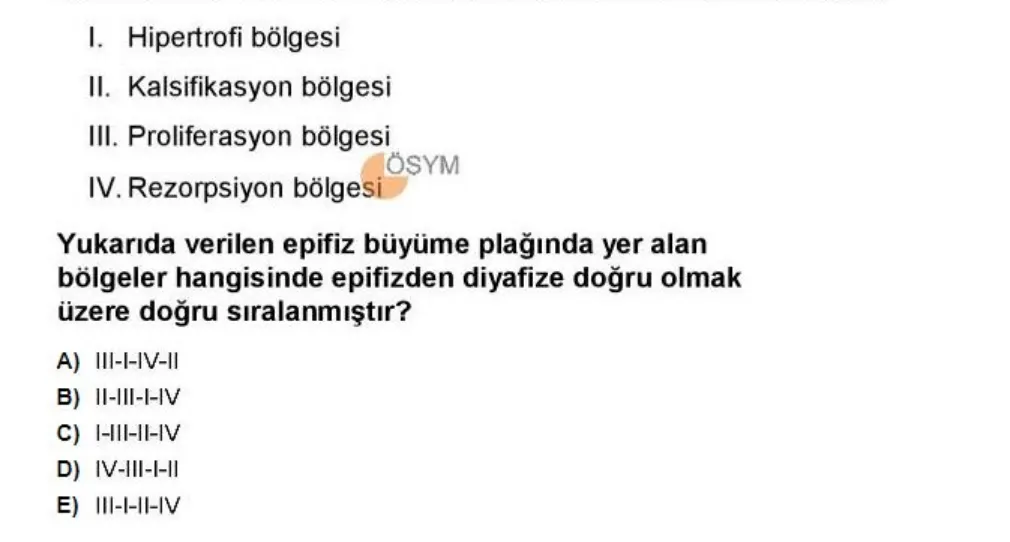 I. Hipertrofi bölgesi
II. Kalsifikasyon bölgesi
III. Proliferasyon bölgesi
ÖSYM
IV. Rezorpsiyon bölgesi
Yukarıda verilen epifiz büyüme plağında yer alan
bölgeler hangisinde epifizden diyafize doğru olmak
üzere doğru sıralanmıştır?
A) III-I-IV-II
B) II-III-I-IV
C) I-III-II-IV
D) IV-III-I-II
E) III-I-II-IV